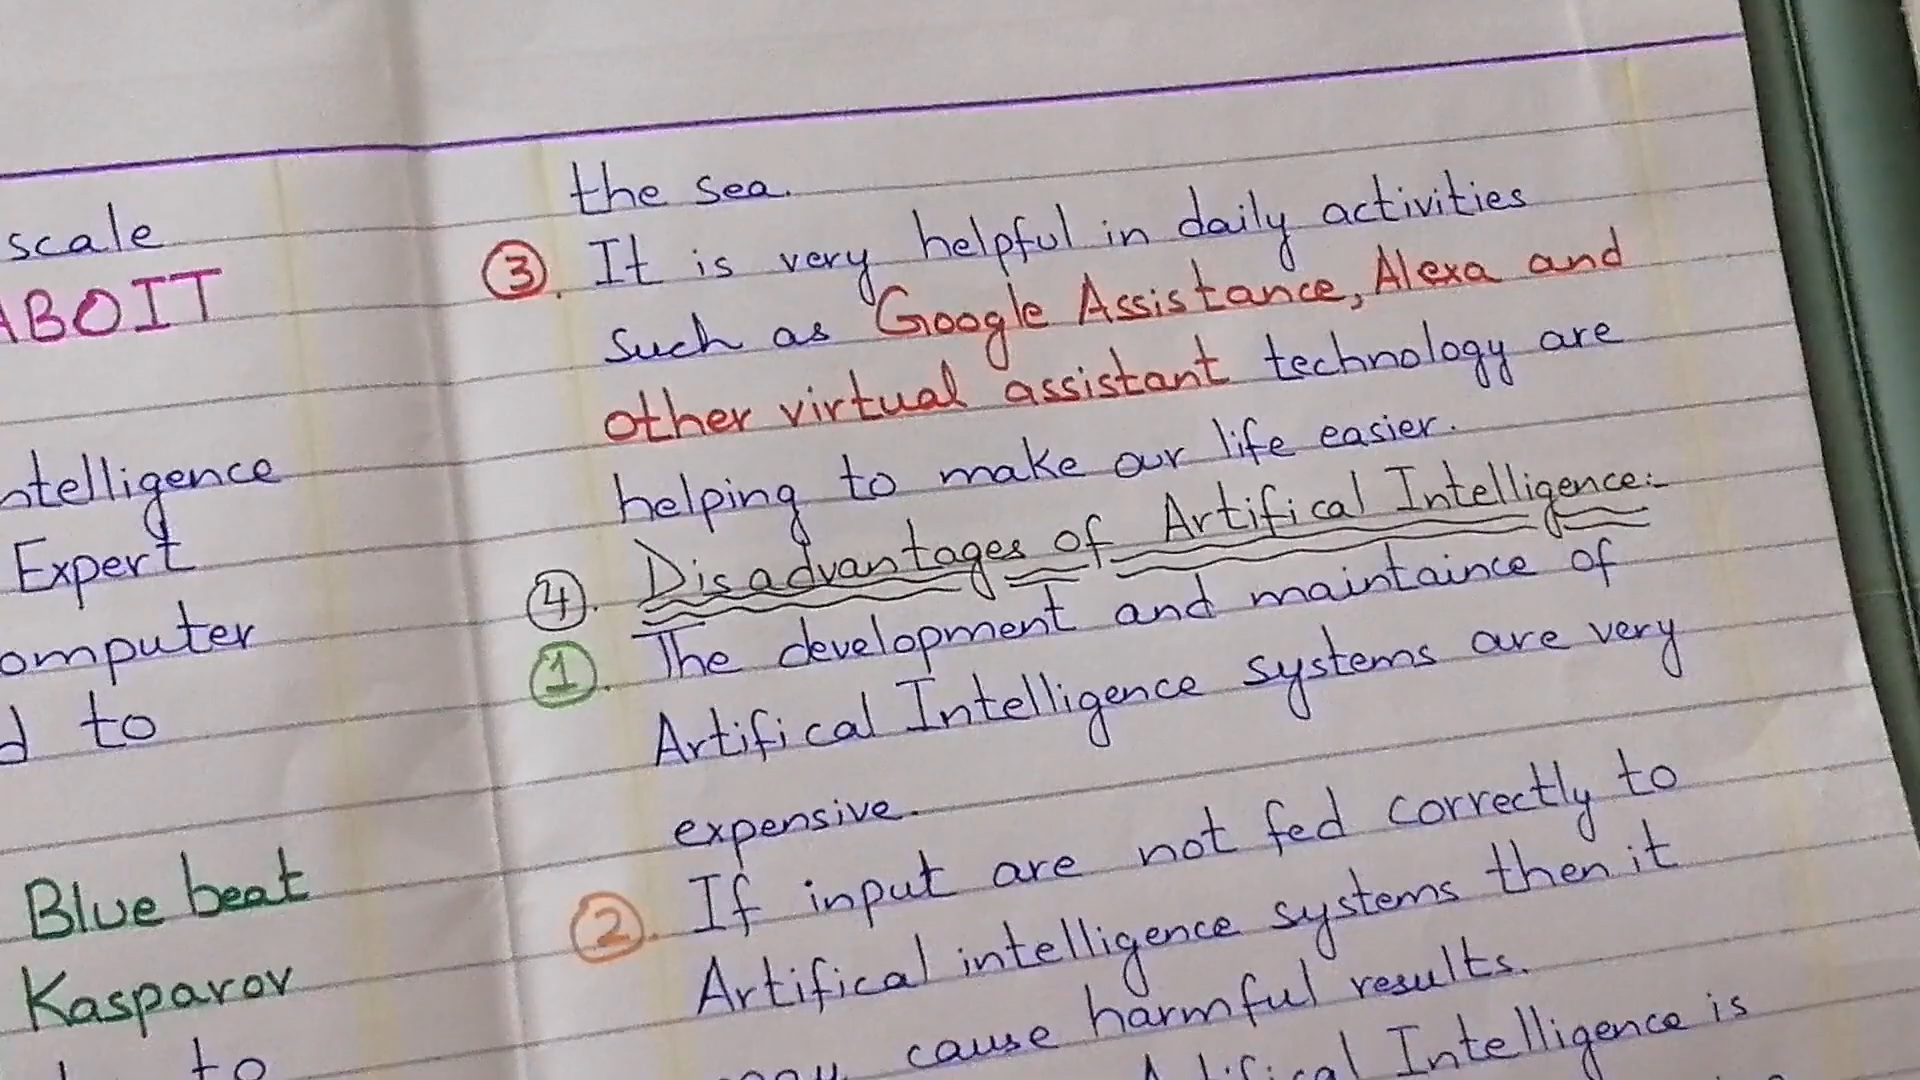 scale
ABOIT
ntelligence
Expert
omputer
d to
Blue beat
Kasparov
to
the sea.
3. It is very helpful in daily activities
such as Google Assistance, Alexa and
other virtual assistant technology are
helping to make our life easier.
4. Disadvantages of Artifical Intelligence:-
1. The development and maintaince of
Artifical Intelligence systems are very
expensive.
2. If input are not fed correctly to
Artifical intelligence systems then it
may cause harmful results.
Artifical Intelligence is